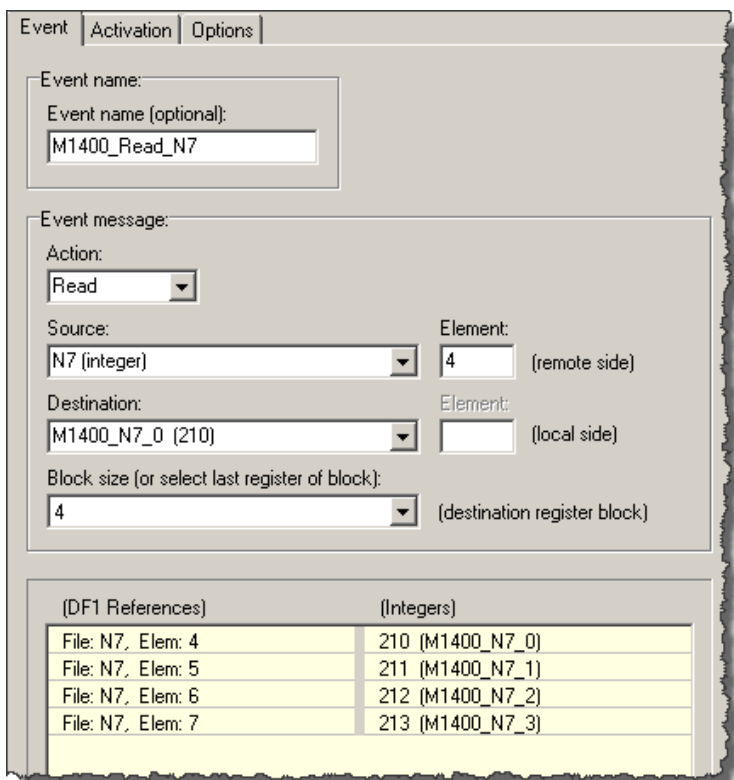 Event Activation Options
Event name:
Event name (optional):
M1400_Read_N7
Event message:
Action:
Read
Source: Element:
N7 (integer) 4 (remote side)
Destination: Element:
M1400_N7_0 (210) (local side)
Block size (or select last register of block):
4 (destination register block)
(DF1 References) (Integers)
File: N7, Elem: 4 210 (M1400_N7_0)
File: N7, Elem: 5 211 (M1400_N7_1)
File: N7, Elem: 6 212 (M1400_N7_2)
File: N7, Elem: 7 213 (M1400_N7_3)